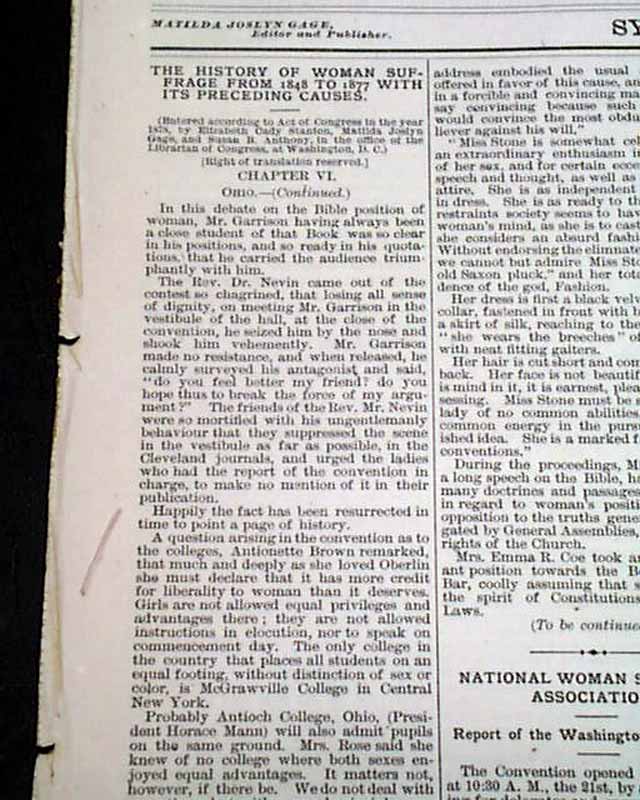 MATILDA JOSLYN GAGE,
Editor and Publisher.
SY
THE HISTORY OF WOMAN SUF-
FRAGE FROM 1848 TO 1877 WITH
ITS PRECEDING CAUSES.
(Entered according to Act of Congress in the year
1878, by Elizabeth Cady Stanton, Matilda Joslyn
Gage, and Susan B. Anthony, in the office of the
Librarian of Congress, at Washington, D. C.)
[Right of translation reserved.]
CHAPTER VI.
OHIO.—(Continued.)
In this debate on the Bible position of
woman, Mr. Garrison having always been
a close student of that Book was so clear
in his positions, and so ready in his quota-
tions, that he carried the audience trium-
phantly with him.
The Rev. Dr. Nevin came out of the
contest so chagrined, that losing all sense
of dignity, on meeting Mr. Garrison in the
vestibule of the hall, at the close of the
convention, he seized him by the nose and
shook him vehemently. Mr. Garrison
made no resistance, and when released, he
calmly surveyed his antagonist and said,
"do you feel better my friend? do you
hope thus to break the force of my argu-
ment?" The friends of the Rev. Mr. Nevin
were so mortified with his ungentlemanly
behaviour that they suppressed the scene
in the vestibule as far as possible, in the
Cleveland journals, and urged the ladies
who had the report of the convention in
charge, to make no mention of it in their
publication.
Happily the fact has been resurrected in
time to point a page of history.
A question arising in the convention as to
the colleges, Antionette Brown remarked,
that much and deeply as she loved Oberlin
she must declare that it has more credit
for liberality to woman than it deserves.
Girls are not allowed equal privileges and
advantages there; they are not allowed
instructions in elocution, nor to speak on
commencement day. The only college in
the country that places all students on an
equal footing, without distinction of sex or
color, is McGrawville College in Central
New York.
Probably Antioch College, Ohio, (Presi-
dent Horace Mann) will also admit pupils
on the same ground. Mrs. Rose said she
knew of no college where both sexes en-
joyed equal advantages. It matters not,
however, if there be. We do not deal with
address embodied the usual
offered in favor of this cause, an
in a forcible and convincing ma
say convincing because such
would convince the most obdu
liever against his will,"
"Miss Stone is somewhat cel
an extraordinary enthusiasm i
of her sex, and for certain ecce
speech and thought, as well as
attire. She is as independent
in dress. She is as ready to th
restraints society seems to hav
woman's mind, as she is to cast
she considers an absurd fashi
Without endorsing the elimate
we cannot but admire Miss Sto
old Saxon pluck," and her tot
dence of the god, Fashion.
Her dress is first a black velv
collar, fastened in front with b
a skirt of silk, reaching to the
"she wears the breeches" of
with neat fitting gaiters.
Her hair is cut short and com
back. Her face is not beautif
is mind in it, it is earnest, plea
sessing. Miss Stone must be s
lady of no common abilities,
common energy in the pursu
ished idea. She is a marked f
conventions."
During the proceedings, M
a long speech on the Bible, ha
many doctrines and passages
in regard to woman's positi
opposition to the truths gene
gated by General Assemblies,
rights of the Church.
Mrs. Emma R. Coe took an
ant position towards the B
Bar, coolly assuming that s
the spirit of Constitutions
Laws.
(To be continue
NATIONAL WOMAN S
ASSOCIATIO
Report of the Washingto
The Convention opened
at 10:30 A. M., the 21st, by